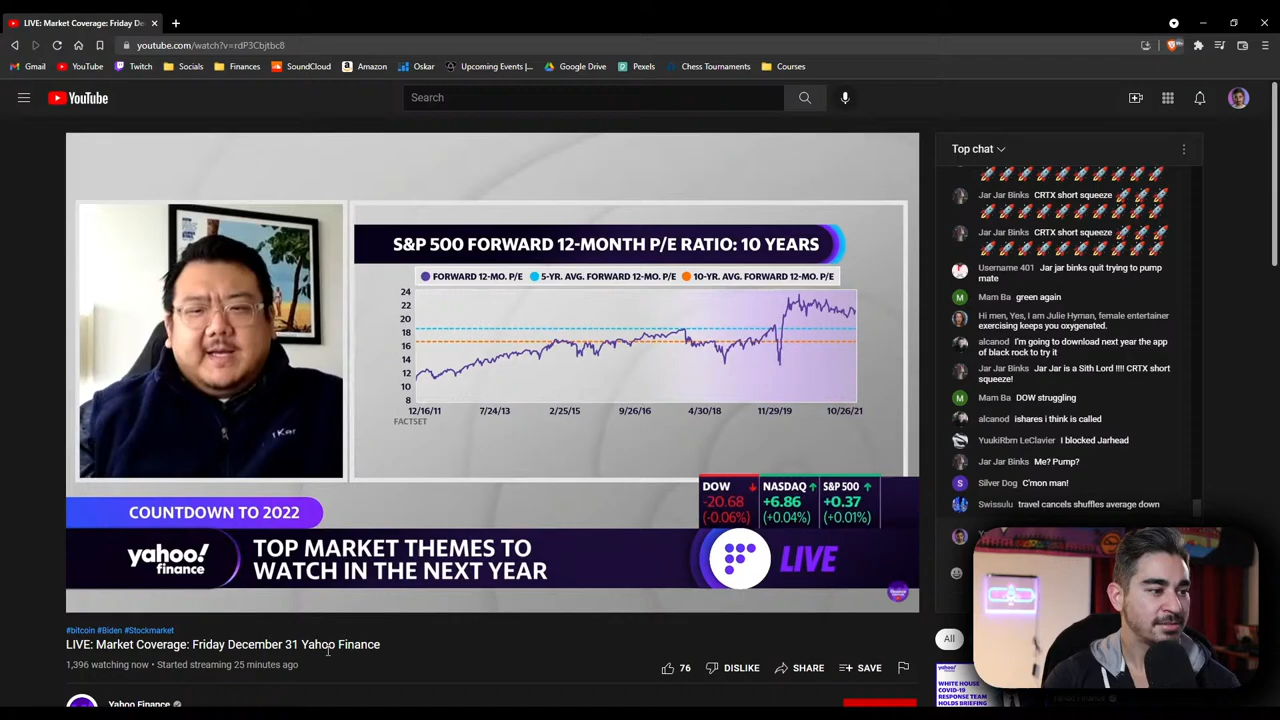 LIVE: Market Coverage: Friday De
youtube.com/watch?v=rdP3Cbjtbc8
Gmail YouTube Twitch Socials Finances SoundCloud Amazon Oskar Upcoming Events |... Google Drive Pexels Chess Tournaments Courses
YouTube
Search
S&P 500 FORWARD 12-MONTH P/E RATIO: 10 YEARS
FORWARD 12-MO. P/E 5-YR. AVG. FORWARD 12-MO. P/E 10-YR. AVG. FORWARD 12-MO. P/E
24
22
20
18
16
14
12
10
8
12/16/11 7/24/13 2/25/15 9/26/16 4/30/18 11/29/19 10/26/21
FACTSET
DOW NASDAQ S&P 500
-20.68 +6.86 +0.37
(-0.06%) (+0.04%) (+0.01%)
COUNTDOWN TO 2022
yahoo!
finance
TOP MARKET THEMES TO
WATCH IN THE NEXT YEAR
LIVE
#bitcoin #Biden #Stockmarket
LIVE: Market Coverage: Friday December 31 Yahoo Finance
1,396 watching now • Started streaming 25 minutes ago
76 DISLIKE SHARE SAVE
Yahoo Finance
Top chat
Jar Jar Binks CRTX short squeeze
Jar Jar Binks CRTX short squeeze
Username 401 Jar jar binks quit trying to pump
mate
Mam Ba green again
Hi men, Yes, I am Julie Hyman, female entertainer
exercising keeps you oxygenated.
alcanod I'm going to download next year the app
of black rock to try it
Jar Jar Binks Jar Jar is a Sith Lord !!!! CRTX short
squeeze!
Mam Ba DOW struggling
alcanod ishares i think is called
YuukiRbm LeClavier I blocked Jarhead
Jar Jar Binks Me? Pump?
Silver Dog C'mon man!
Swissulu travel cancels shuffles average down
All
yahoo!
WHITE HOUSE
COVID-19
RESPONSE TEAM
HOLDS BRIEFING